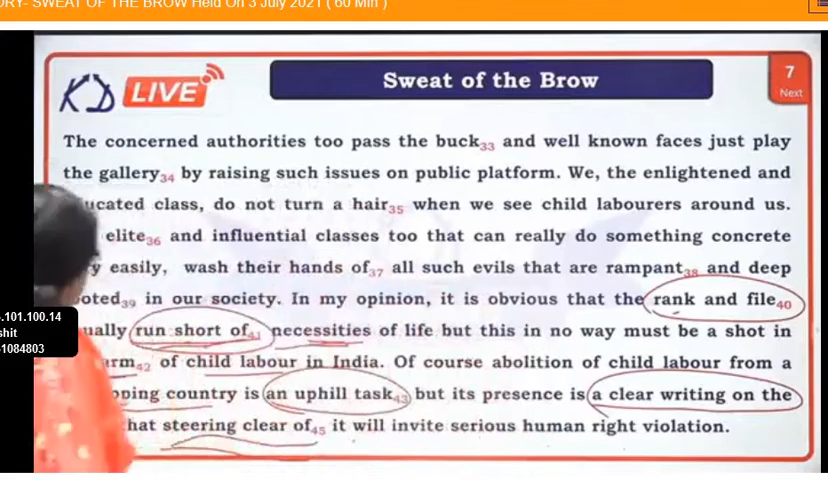 SWEAT OF THE BROW Held On 3 July 2021 ( 60 Min )
KD LIVE
Sweat of the Brow
7
Next
The concerned authorities too pass the buck33 and well known faces just play
the gallery34 by raising such issues on public platform. We, the enlightened and
ucated class, do not turn a hair35 when we see child labourers around us.
elite36 and influential classes too that can really do something concrete
y easily, wash their hands of37 all such evils that are rampant38 and deep
oted39 in our society. In my opinion, it is obvious that the rank and file40
ually run short of41 necessities of life but this in no way must be a shot in
arm42 of child labour in India. Of course abolition of child labour from a
oping country is an uphill task43 but its presence is a clear writing on the
hat steering clear of45 it will invite serious human right violation.
.101.100.14
shit
1084803